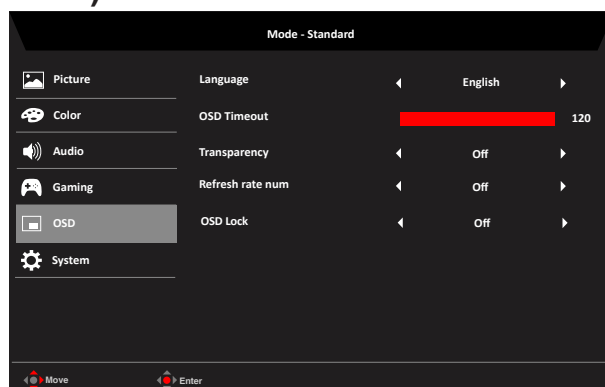 Mode - Standard
Picture
Language English
Color
OSD Timeout 120
Audio
Transparency Off
Gaming
Refresh rate num Off
OSD
OSD Lock Off
System
Move Enter